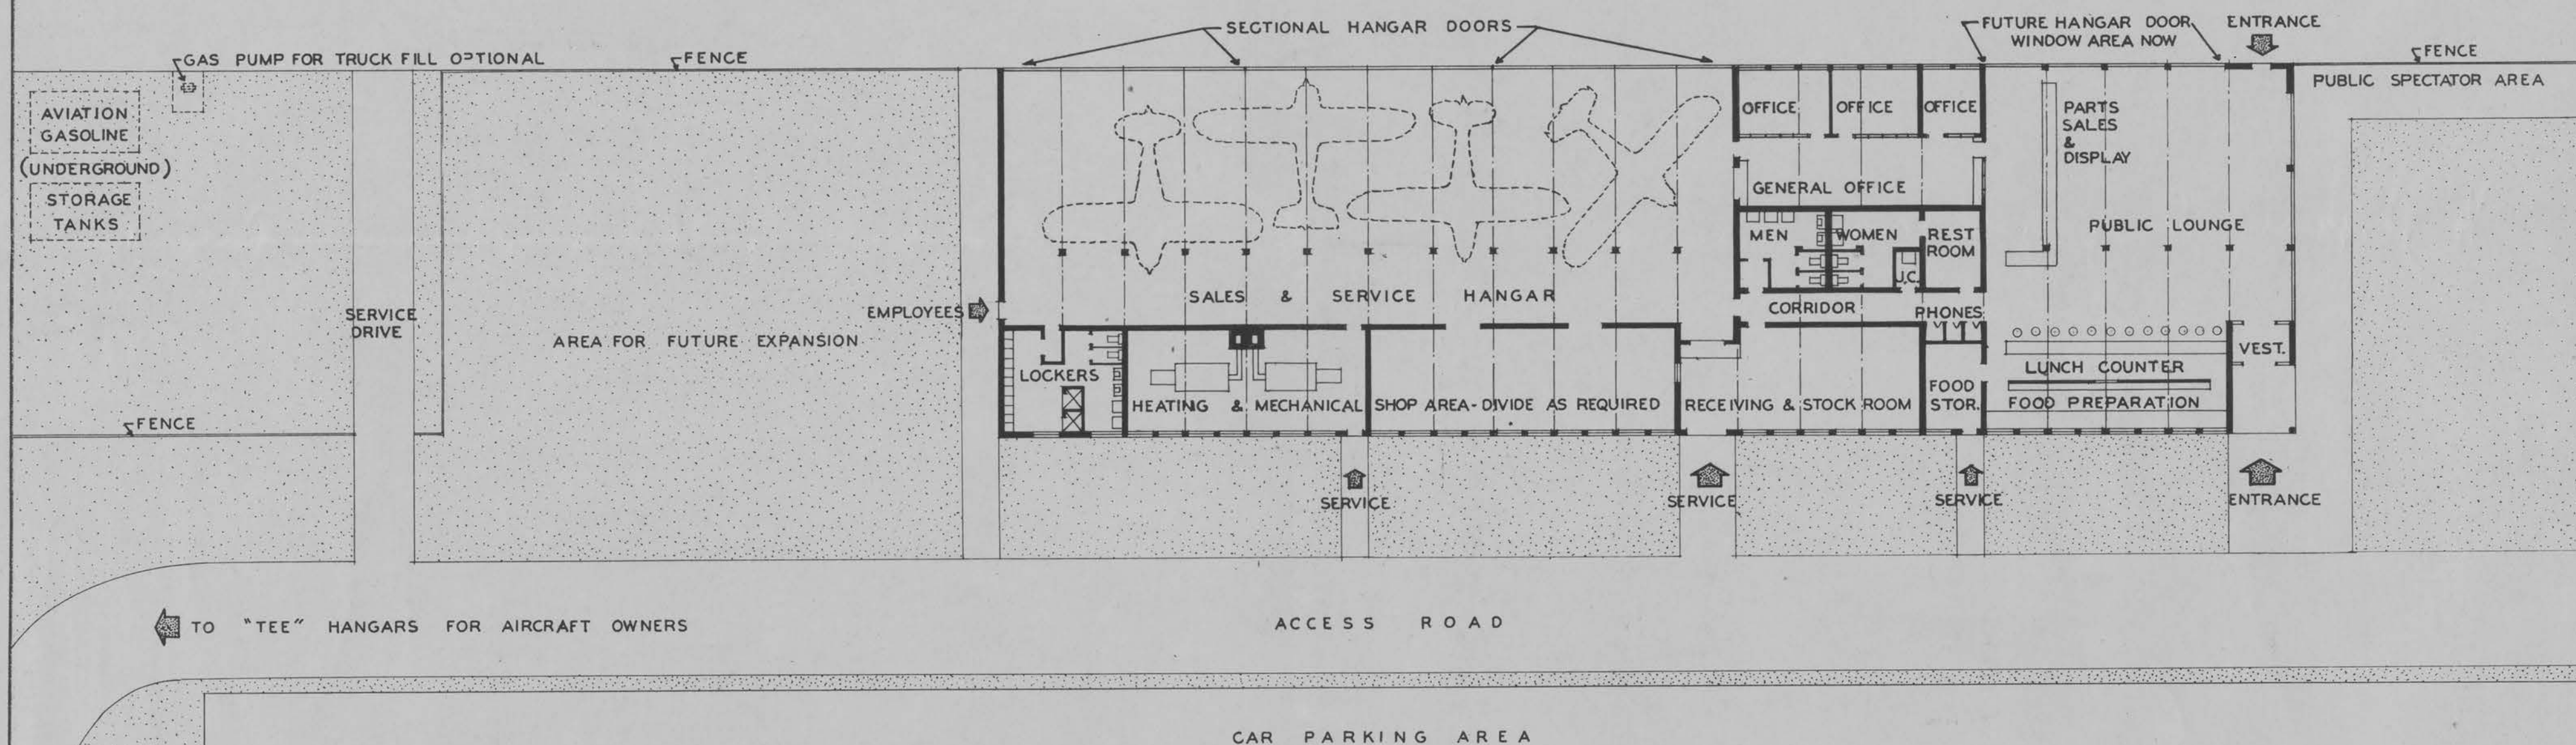 SECTIONAL HANGAR DOORS
FUTURE HANGAR DOOR
WINDOW AREA NOW
ENTRANCE
GAS PUMP FOR TRUCK FILL OPTIONAL
FENCE
FENCE
PUBLIC SPECTATOR AREA
AVIATION
GASOLINE
(UNDERGROUND)
STORAGE
TANKS
OFFICE
OFFICE
OFFICE
PARTS
SALES
&
DISPLAY
GENERAL OFFICE
MEN
WOMEN
REST
ROOM
J.C.
PUBLIC LOUNGE
SALES & SERVICE HANGAR
CORRIDOR
PHONES
EMPLOYEES
SERVICE
DRIVE
AREA FOR FUTURE EXPANSION
LOCKERS
HEATING & MECHANICAL
SHOP AREA-DIVIDE AS REQUIRED
RECEIVING & STOCK ROOM
FOOD
STOR.
LUNCH COUNTER
FOOD PREPARATION
VEST.
FENCE
SERVICE
SERVICE
SERVICE
ENTRANCE
TO "TEE" HANGARS FOR AIRCRAFT OWNERS
ACCESS ROAD
CAR PARKING AREA